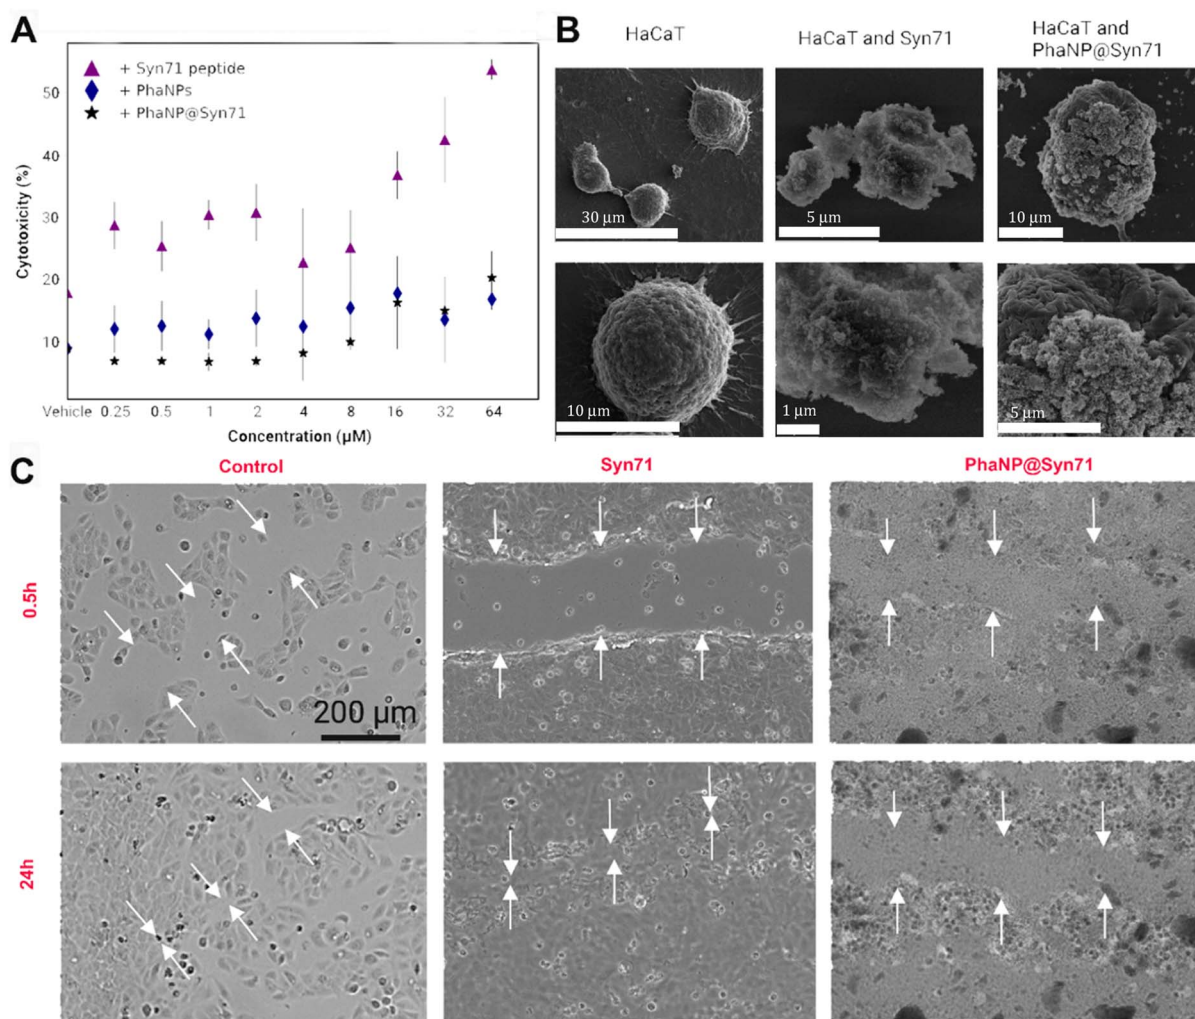 A
+ Syn71 peptide
+ PhaNPs
+ PhaNP@Syn71
Cytotoxicity (%)
50
40
30
20
10
Vehicle 0.25 0.5 1 2 4 8 16 32 64
Concentration (µM)
B
HaCaT
HaCaT and Syn71
HaCaT and
PhaNP@Syn71
30 µm
5 µm
10 µm
10 µm
1 µm
5 µm
C
Control
Syn71
PhaNP@Syn71
0.5h
200 µm
24h